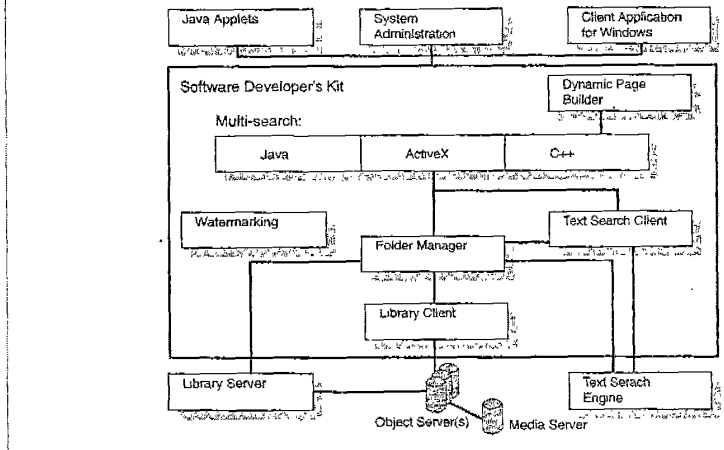 Java Applets
System
Administration
Client Application
for Windows
Software Developer's Kit
Dynamic Page
Builder
Multi-search:
Java
ActiveX
C++
Watermarking
Text Search Client
Folder Manager
Library Client
Library Server
Text Serach
Engine
Object Server(s)
Media Server